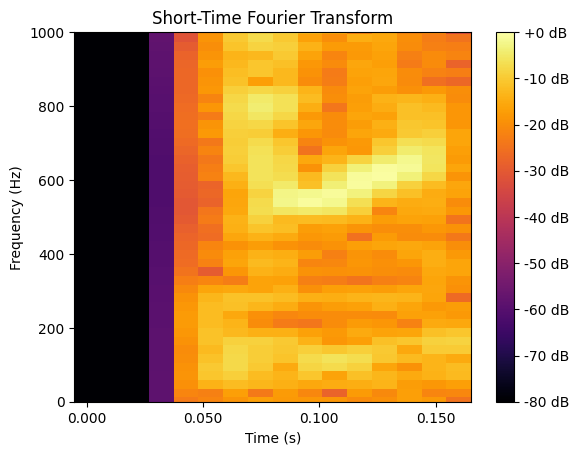 Short-Time Fourier Transform
Frequency (Hz)
1000
800
600
400
200
0
0.000
0.050
0.100
0.150
Time (s)
+0 dB
-10 dB
-20 dB
-30 dB
-40 dB
-50 dB
-60 dB
-70 dB
-80 dB